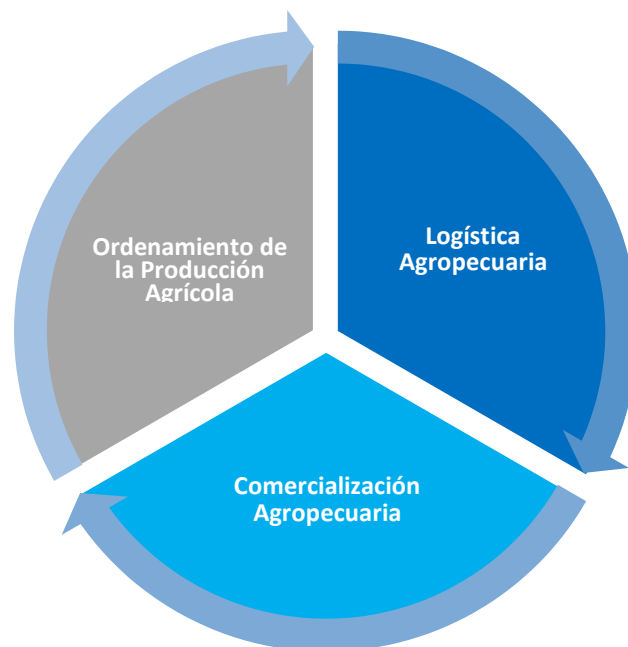 Ordenamiento de
la Producción
Agrícola
Logística
Agropecuaria
Comercialización
Agropecuaria